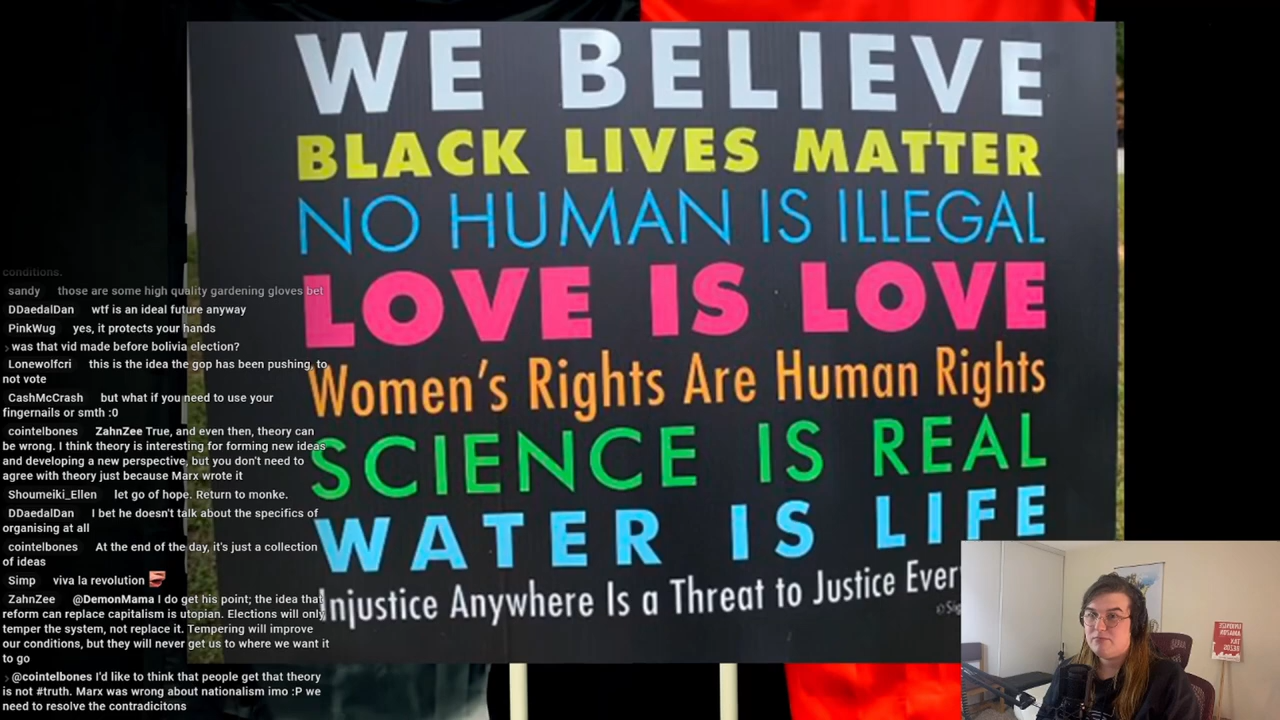 WE BELIEVE
BLACK LIVES MATTER
NO HUMAN IS ILLEGAL
LOVE IS LOVE
Women's Rights Are Human Rights
SCIENCE IS REAL
WATER IS LIFE
Injustice Anywhere Is a Threat to Justice Ever
©Sig
conditions.
sandy those are some high quality gardening gloves bet
DDaedalDan wtf is an ideal future anyway
PinkWug yes, it protects your hands
was that vid made before bolivia election?
Lonewolfcri this is the idea the gop has been pushing, to
not vote
CashMcCrash but what if you need to use your
fingernails or smth :0
cointelbones ZahnZee True, and even then, theory can
be wrong. I think theory is interesting for forming new ideas
and developing a new perspective, but you don't need to
agree with theory just because Marx wrote it
Shoumeiki_Ellen let go of hope. Return to monke.
DDaedalDan I bet he doesn't talk about the specifics of
organising at all
cointelbones At the end of the day, it's just a collection
of ideas
Simp viva la revolution
ZahnZee @DemonMama I do get his point; the idea that
reform can replace capitalism is utopian. Elections will only
temper the system, not replace it. Tempering will improve
our conditions, but they will never get us to where we want it
to go
@cointelbones I'd like to think that people get that theory
is not #truth. Marx was wrong about nationalism imo :P we
need to resolve the contradicitons